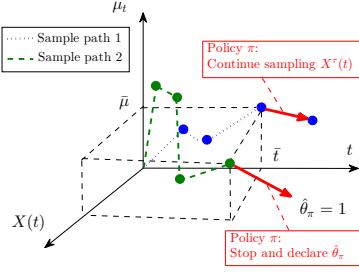 μ_t
Sample path 1
Sample path 2
Policy π:
Continue sampling X^τ(t)
μ̄
t̄
t
θ̂_π = 1
X(t)
Policy π:
Stop and declare θ̂_π